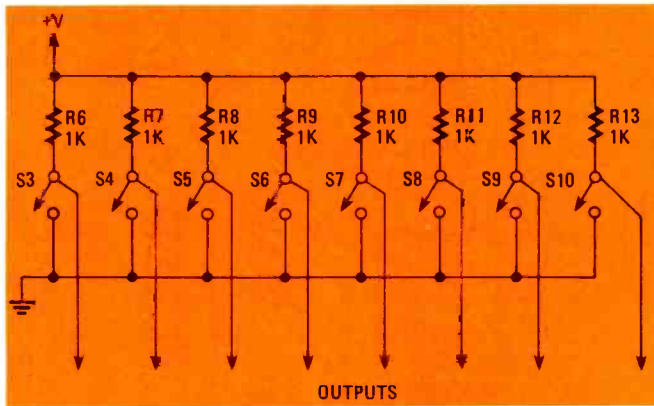 +V
R6 R7 R8 R9 R10 R11 R12 R13
1K 1K 1K 1K 1K 1K 1K 1K
S3 S4 S5 S6 S7 S8 S9 S10
OUTPUTS